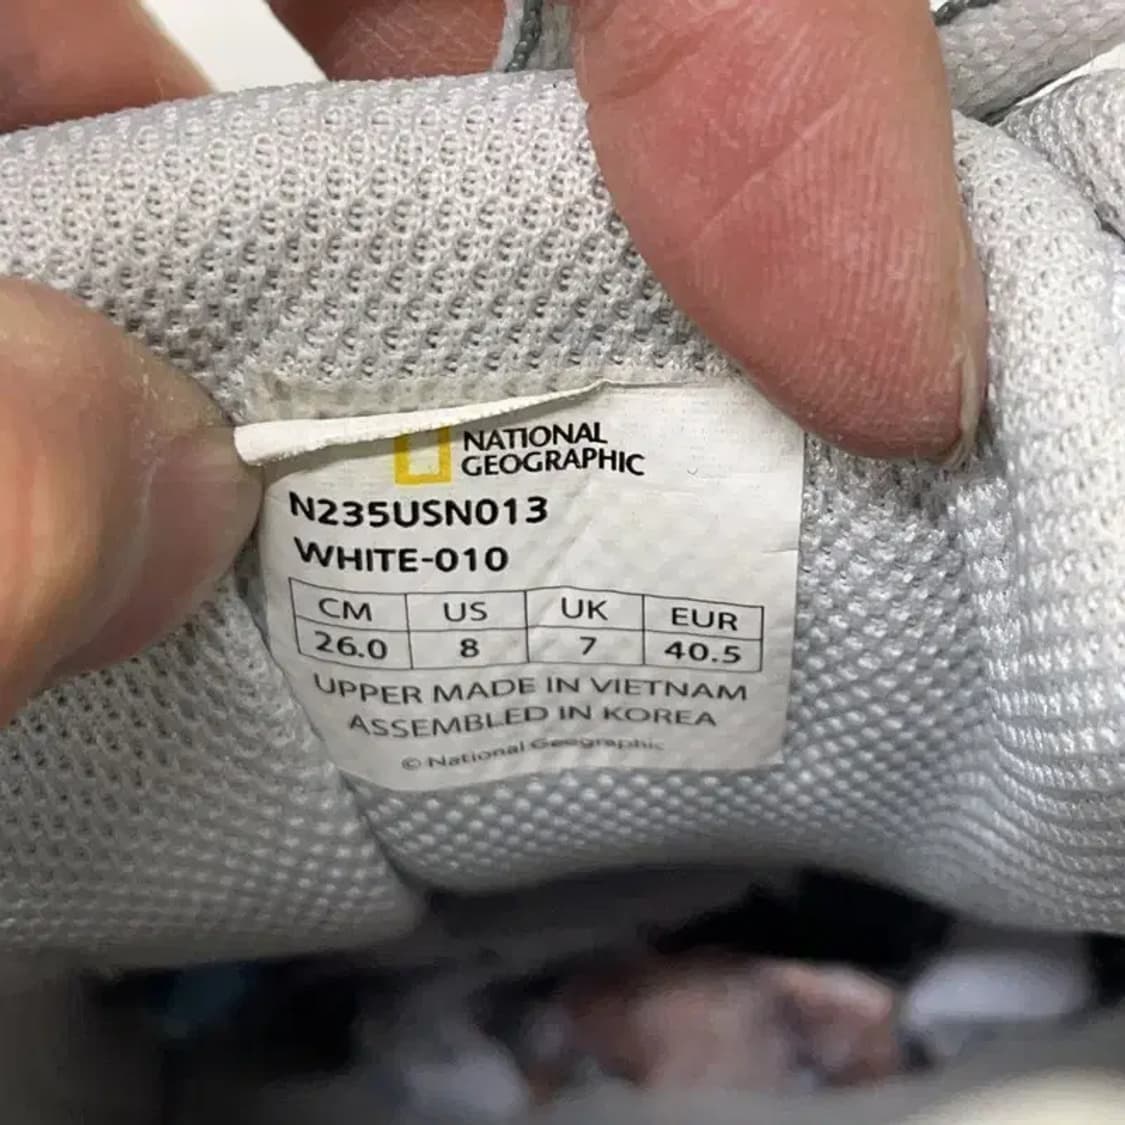 NATIONAL
GEOGRAPHIC
N235USN013
WHITE-010
CM US UK EUR
26.0 8 7 40.5
UPPER MADE IN VIETNAM
ASSEMBLED IN KOREA
© National Geographic